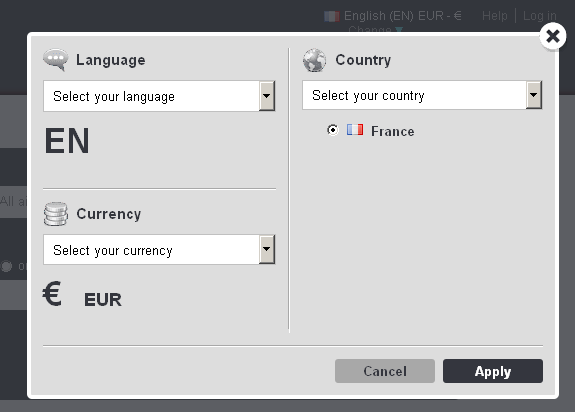 English (EN) EUR - €
Help | Log in
Change
Language
Select your language
EN
Currency
Select your currency
€ EUR
Country
Select your country
France
Cancel
Apply